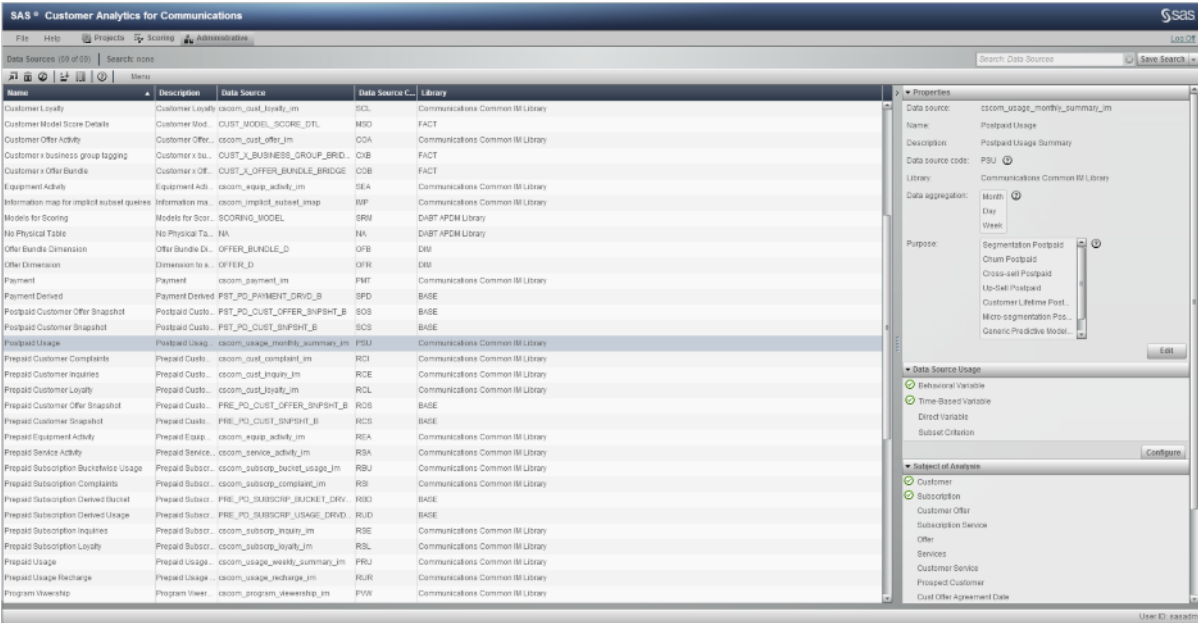 SAS ® Customer Analytics for Communications
sas
File Help Projects Scoring Administrative
Log Off
Data Sources (69 of 69) Search: none
Search: Data Sources
Save Search
Menu
Name Description Data Source Data Source C... Library
Customer Loyalty Customer Loyalty cscom_cust_loyalty_im SCL Communications Common IM Library
Customer Model Score Details Customer Mod... CUST_MODEL_SCORE_DTL MSD FACT
Customer Offer Activity Customer Offer... cscom_cust_offer_im COA Communications Common IM Library
Customer x business group tagging Customer x bu... CUST_X_BUSINESS_GROUP_BRID... CXB FACT
Customer x Offer Bundle Customer x Off... CUST_X_OFFER_BUNDLE_BRIDGE COB FACT
Equipment Activity Equipment Acti... cscom_equip_activity_im SEA Communications Common IM Library
Information map for implicit subset queires Information ma... cscom_implicit_subset_imap IMP Communications Common IM Library
Models for Scoring Models for Scor... SCORING_MODEL SRM DABT APDM Library
No Physical Table No Physical Ta... NA NA DABT APDM Library
Offer Bundle Dimension Offer Bundle Di... OFFER_BUNDLE_D OFB DIM
Offer Dimension Dimension to a... OFFER_D OFR DIM
Payment Payment cscom_payment_im PMT Communications Common IM Library
Payment Derived Payment Derived PST_PD_PAYMENT_DRVD_B SPD BASE
Postpaid Customer Offer Snapshot Postpaid Custo... PST_PD_CUST_OFFER_SNPSHT_B SOS BASE
Postpaid Customer Snapshot Postpaid Custo... PST_PD_CUST_SNPSHT_B SCS BASE
Postpaid Usage Postpaid Usag... cscom_usage_monthly_summary_im PSU Communications Common IM Library
Prepaid Customer Complaints Prepaid Custo... cscom_cust_complaint_im RCI Communications Common IM Library
Prepaid Customer Inquiries Prepaid Custo... cscom_cust_inquiry_im RCE Communications Common IM Library
Prepaid Customer Loyalty Prepaid Custo... cscom_cust_loyalty_im RCL Communications Common IM Library
Prepaid Customer Offer Snapshot Prepaid Custo... PRE_PD_CUST_OFFER_SNPSHT_B ROS BASE
Prepaid Customer Snapshot Prepaid Custo... PRE_PD_CUST_SNPSHT_B RCS BASE
Prepaid Equipment Activity Prepaid Equip... cscom_equip_activity_im REA Communications Common IM Library
Prepaid Service Activity Prepaid Service... cscom_service_activity_im RSA Communications Common IM Library
Prepaid Subscription Bucketwise Usage Prepaid Subscr... cscom_subscrp_bucket_usage_im RBU Communications Common IM Library
Prepaid Subscription Complaints Prepaid Subscr... cscom_subscrp_complaint_im RSI Communications Common IM Library
Prepaid Subscription Derived Bucket Prepaid Subscr... PRE_PD_SUBSCRP_BUCKET_DRV... RBD BASE
Prepaid Subscription Derived Usage Prepaid Subscr... PRE_PD_SUBSCRP_USAGE_DRVD... RUD BASE
Prepaid Subscription Inquiries Prepaid Subscr... cscom_subscrp_inquiry_im RSE Communications Common IM Library
Prepaid Subscription Loyalty Prepaid Subscr... cscom_subscrp_loyalty_im RSL Communications Common IM Library
Prepaid Usage Prepaid Usage... cscom_usage_weekly_summary_im PRU Communications Common IM Library
Prepaid Usage Recharge Prepaid Usage... cscom_usage_recharge_im RUR Communications Common IM Library
Program Viwership Program Viwer... cscom_program_viewership_im PVW Communications Common IM Library
Properties
Data source: cscom_usage_monthly_summary_im
Name: Postpaid Usage
Description: Postpaid Usage Summary
Data source code: PSU
Library: Communications Common IM Library
Data aggregation: Month
Day
Week
Purpose: Segmentation Postpaid
Churn Postpaid
Cross-sell Postpaid
Up-Sell Postpaid
Customer Lifetime Post...
Micro-segmentation Pos...
Generic Predictive Model...
Edit
Data Source Usage
Behavioral Variable
Time-Based Variable
Direct Variable
Subset Criterion
Configure
Subject of Analysis
Customer
Subscription
Customer Offer
Subscription Service
Offer
Services
Customer Service
Prospect Customer
Cust Offer Agreement Date
User ID: sasadm